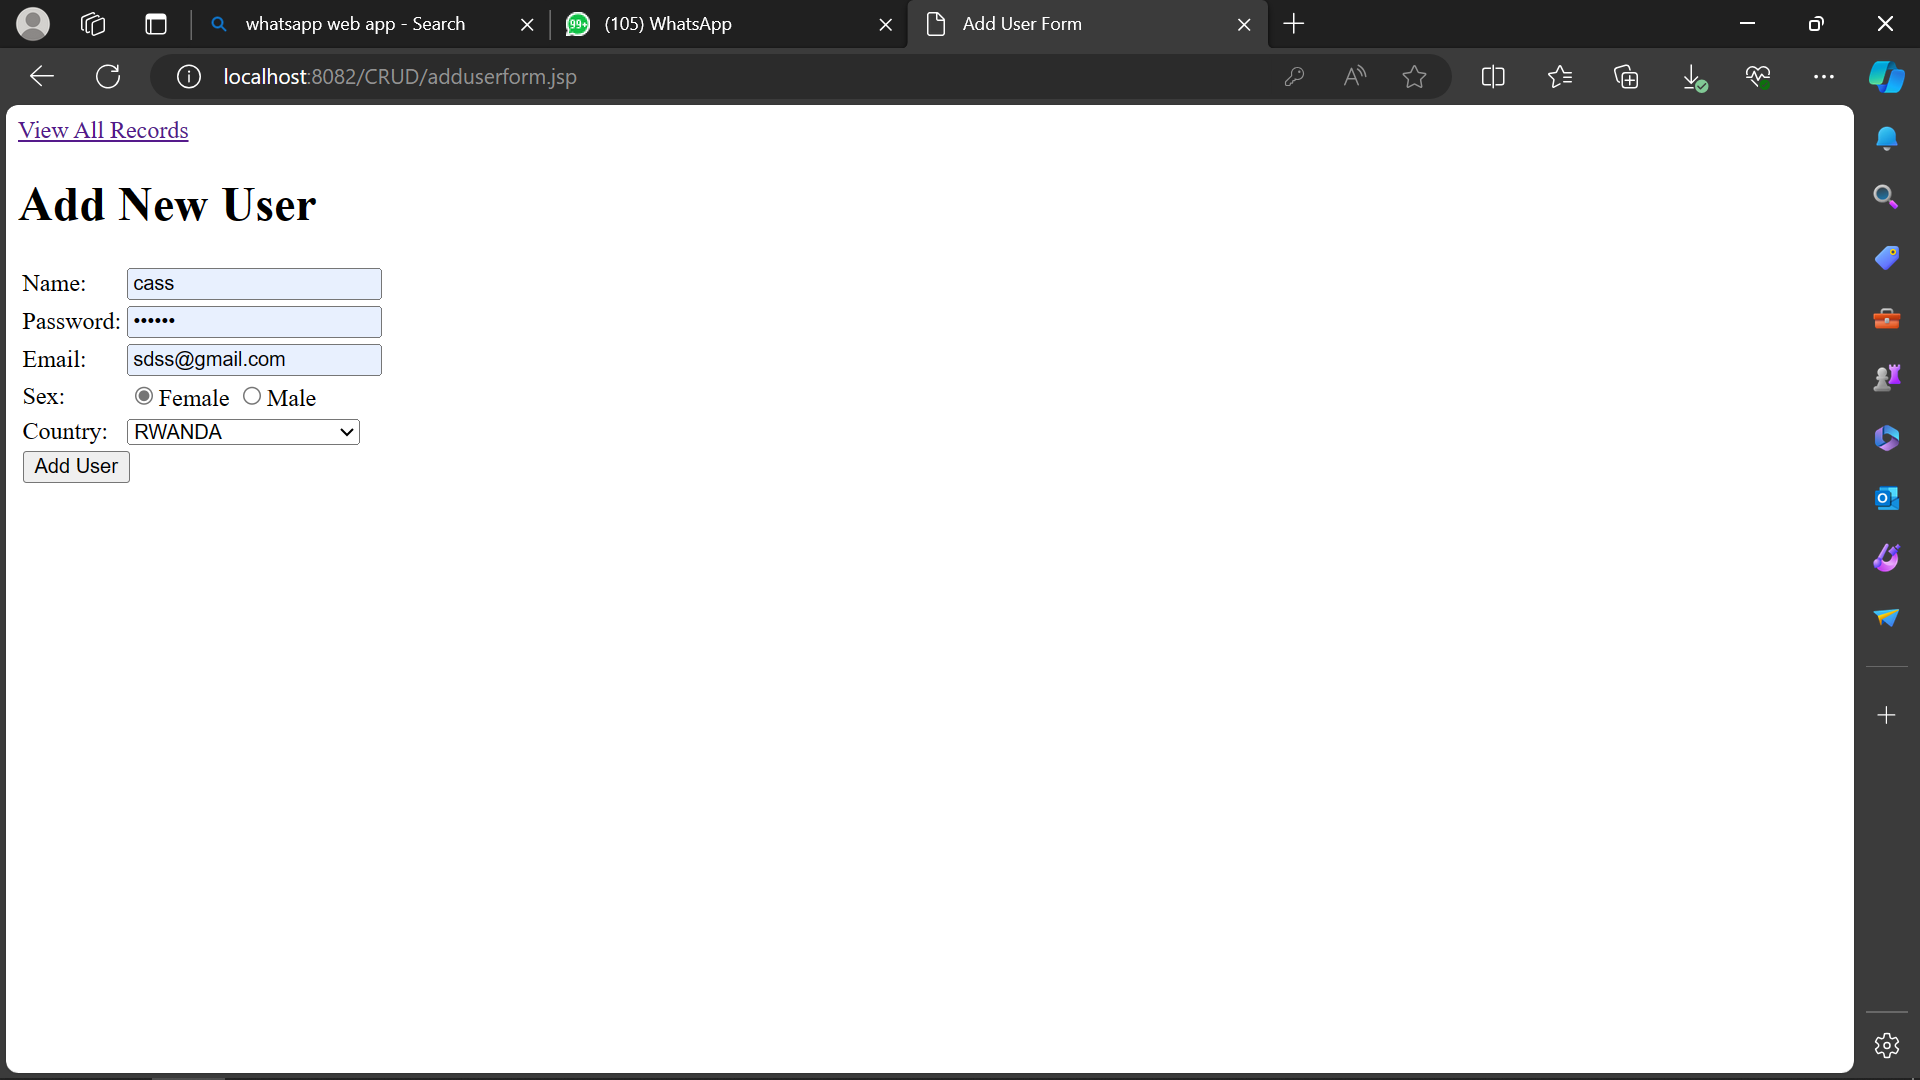 whatsapp web app - Search
99+
(105) WhatsApp
Add User Form
localhost:8082/CRUD/adduserform.jsp
View All Records
Add New User
Name: cass
Password: ••••••
Email: sdss@gmail.com
Sex: Female Male
Country: RWANDA
Add User